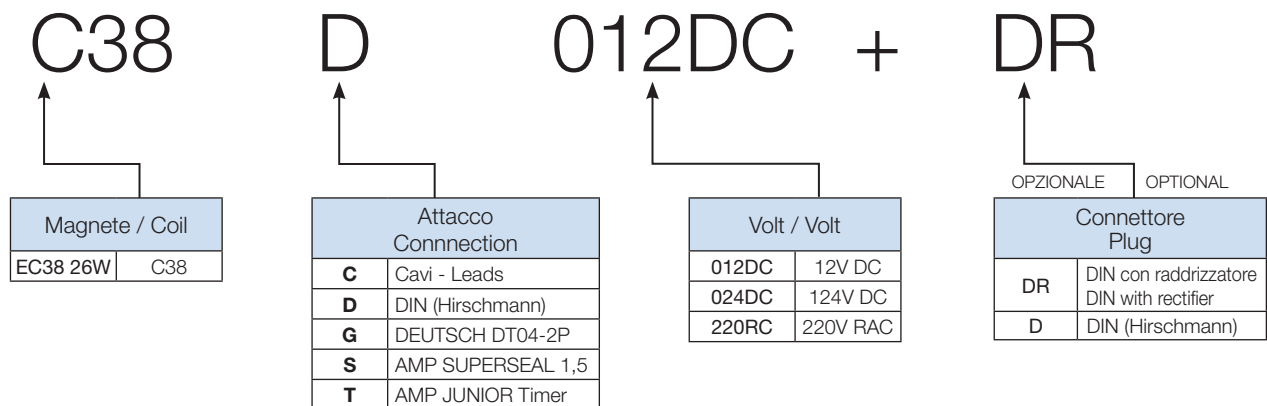 C38 D 012DC + DR
OPZIONALE OPTIONAL
Magnete / Coil
EC38 26W C38
Attacco
Connnection
C Cavi - Leads
D DIN (Hirschmann)
G DEUTSCH DT04-2P
S AMP SUPERSEAL 1,5
T AMP JUNIOR Timer
Volt / Volt
012DC 12V DC
024DC 124V DC
220RC 220V RAC
Connettore
Plug
DR DIN con raddrizzatore
DIN with rectifier
D DIN (Hirschmann)